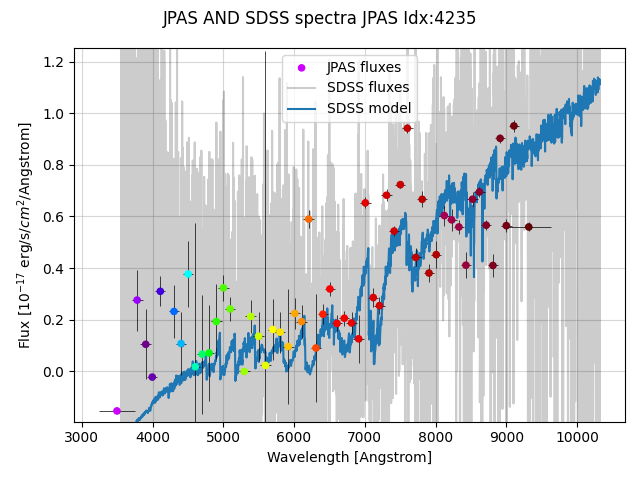 JPAS AND SDSS spectra JPAS Idx:4235
JPAS fluxes
SDSS fluxes
SDSS model
Flux [10⁻¹⁷ erg/s/cm²/Angstrom]
1.2
1.0
0.8
0.6
0.4
0.2
0.0
3000 4000 5000 6000 7000 8000 9000 10000
Wavelength [Angstrom]